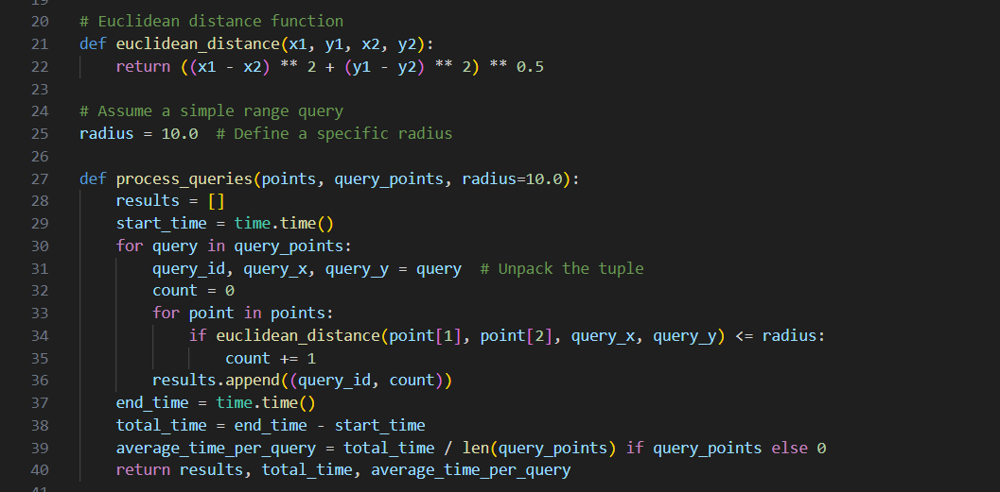 19
20 # Euclidean distance function
21 def euclidean_distance(x1, y1, x2, y2):
22     return ((x1 - x2) ** 2 + (y1 - y2) ** 2) ** 0.5
23
24 # Assume a simple range query
25 radius = 10.0  # Define a specific radius
26
27 def process_queries(points, query_points, radius=10.0):
28     results = []
29     start_time = time.time()
30     for query in query_points:
31         query_id, query_x, query_y = query  # Unpack the tuple
32         count = 0
33         for point in points:
34             if euclidean_distance(point[1], point[2], query_x, query_y) <= radius:
35                 count += 1
36         results.append((query_id, count))
37     end_time = time.time()
38     total_time = end_time - start_time
39     average_time_per_query = total_time / len(query_points) if query_points else 0
40     return results, total_time, average_time_per_query
41